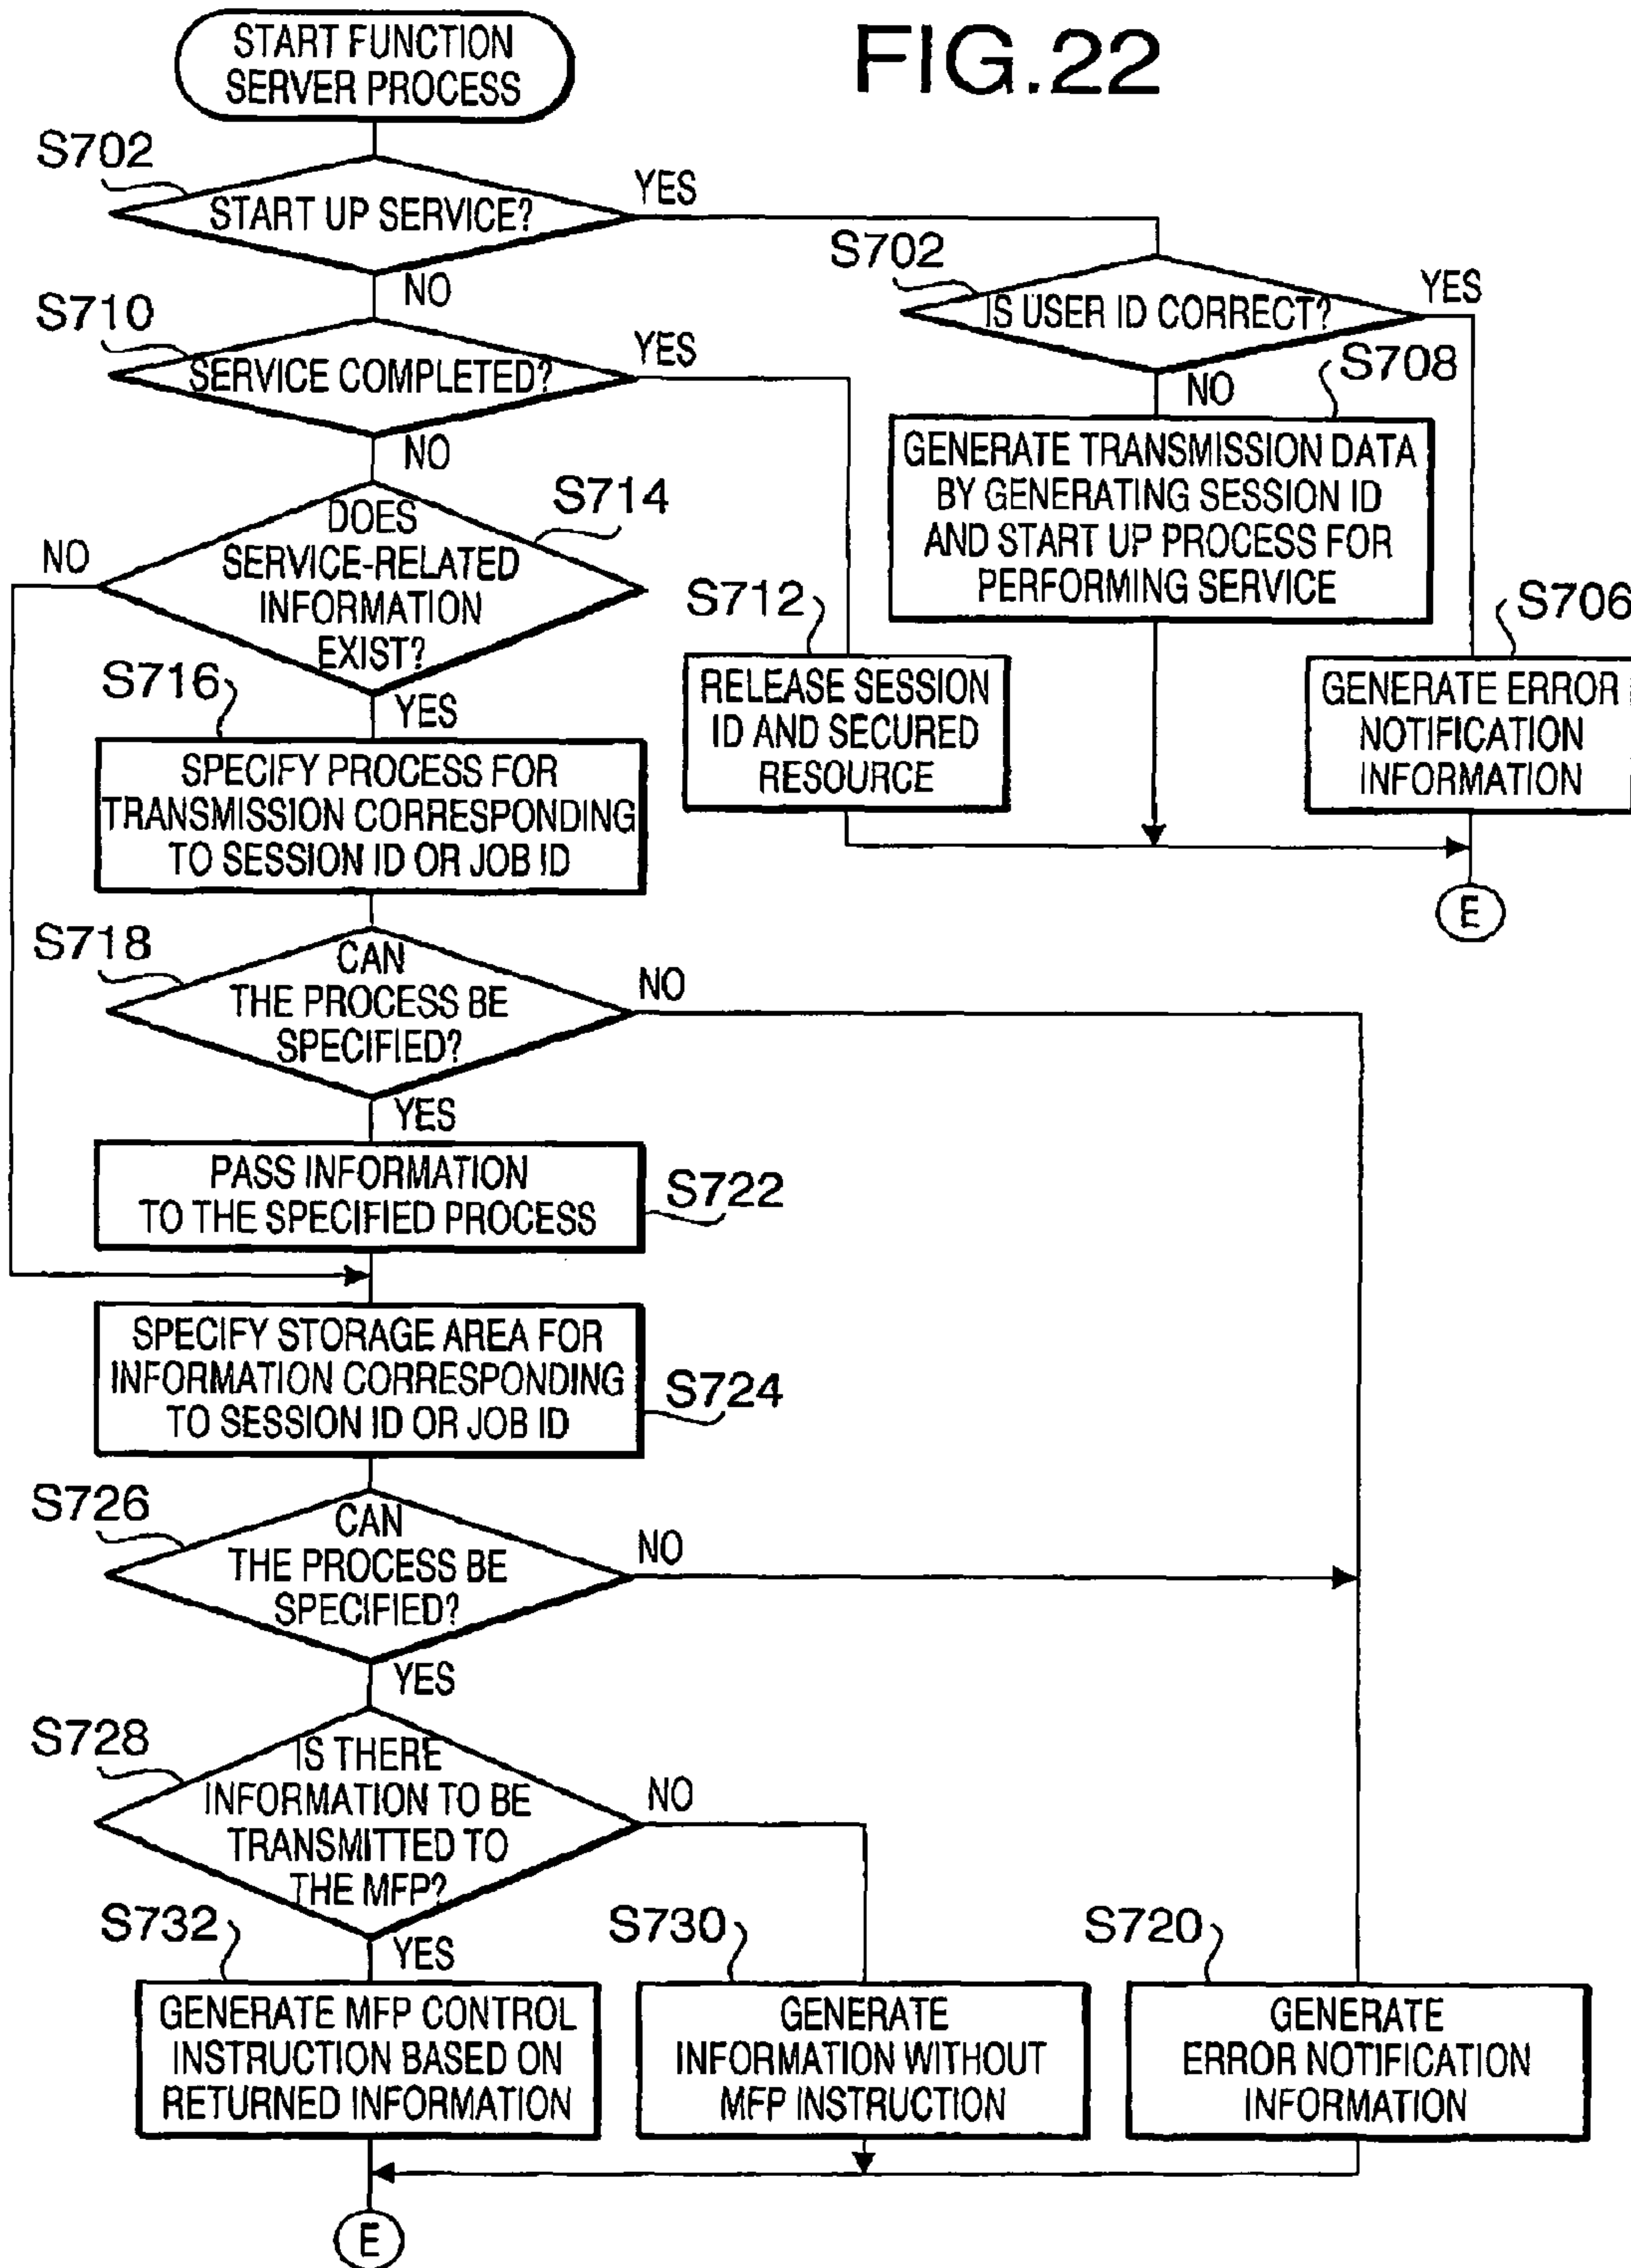 FIG.22
START FUNCTION
SERVER PROCESS
S702
START UP SERVICE?
YES
NO
S702
IS USER ID CORRECT?
YES
NO
S710
SERVICE COMPLETED?
YES
NO
S708
GENERATE TRANSMISSION DATA
BY GENERATING SESSION ID
AND START UP PROCESS FOR
PERFORMING SERVICE
S714
DOES
SERVICE-RELATED
INFORMATION
EXIST?
NO
YES
S712
RELEASE SESSION
ID AND SECURED
RESOURCE
S706
GENERATE ERROR
NOTIFICATION
INFORMATION
E
S716
SPECIFY PROCESS FOR
TRANSMISSION CORRESPONDING
TO SESSION ID OR JOB ID
S718
CAN
THE PROCESS BE
SPECIFIED?
NO
YES
PASS INFORMATION
TO THE SPECIFIED PROCESS
S722
SPECIFY STORAGE AREA FOR
INFORMATION CORRESPONDING
TO SESSION ID OR JOB ID
S724
S726
CAN
THE PROCESS BE
SPECIFIED?
NO
YES
S728
IS THERE
INFORMATION TO BE
TRANSMITTED TO
THE MFP?
NO
YES
S732
GENERATE MFP CONTROL
INSTRUCTION BASED ON
RETURNED INFORMATION
S730
GENERATE
INFORMATION WITHOUT
MFP INSTRUCTION
S720
GENERATE
ERROR NOTIFICATION
INFORMATION
E